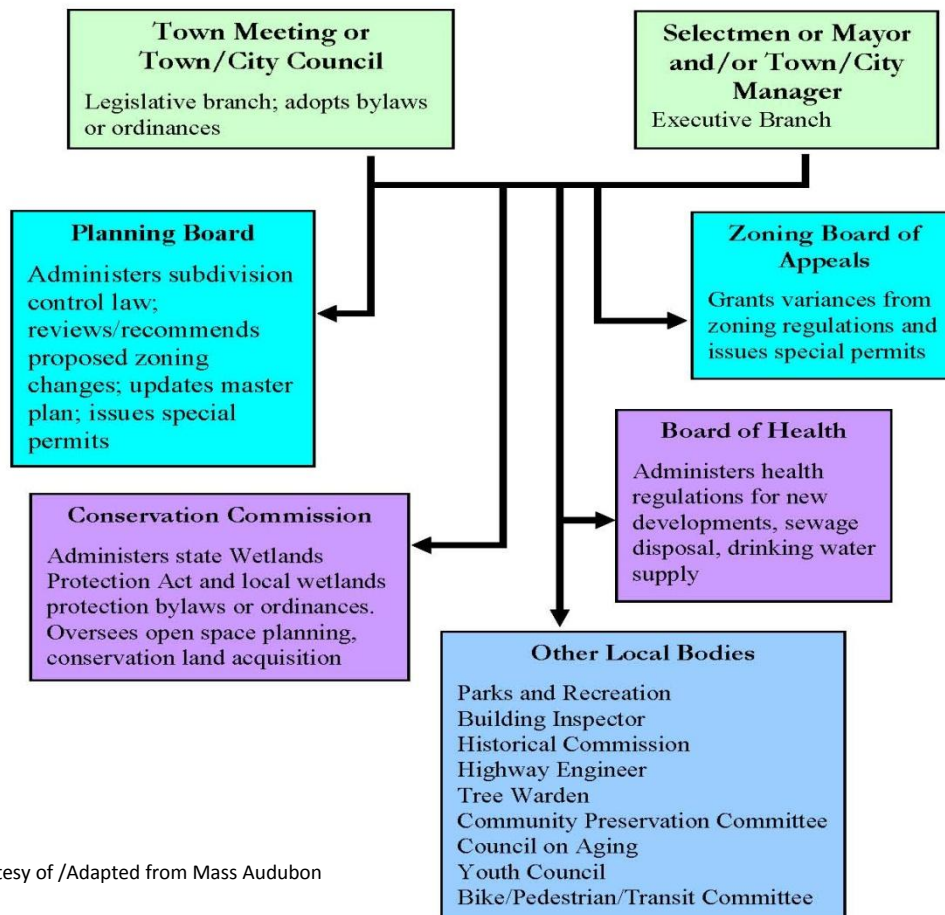 Town Meeting or
Town/City Council
Legislative branch; adopts bylaws
or ordinances
Selectmen or Mayor
and/or Town/City
Manager
Executive Branch
Planning Board
Administers subdivision
control law;
reviews/recommends
proposed zoning
changes; updates master
plan; issues special
permits
Zoning Board of
Appeals
Grants variances from
zoning regulations and
issues special permits
Board of Health
Administers health
regulations for new
developments, sewage
disposal, drinking water
supply
Conservation Commission
Administers state Wetlands
Protection Act and local wetlands
protection bylaws or ordinances.
Oversees open space planning,
conservation land acquisition
Other Local Bodies
Parks and Recreation
Building Inspector
Historical Commission
Highway Engineer
Tree Warden
Community Preservation Committee
Council on Aging
Youth Council
Bike/Pedestrian/Transit Committee
tesy of /Adapted from Mass Audubon